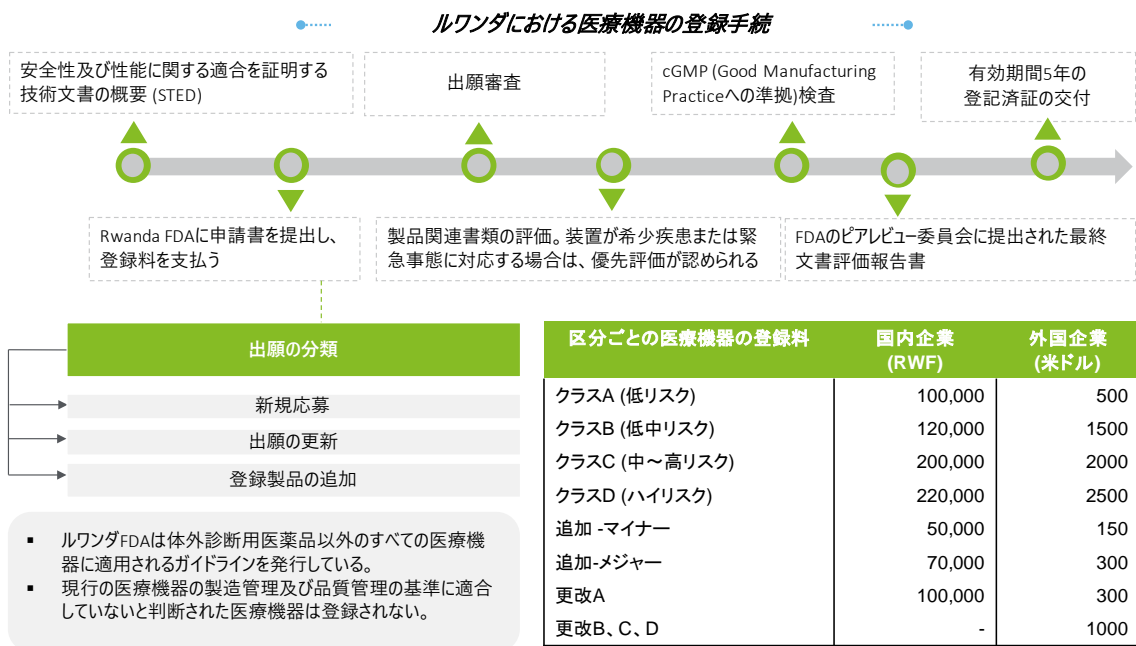 ルワンダにおける医療機器の登録手続
安全性及び性能に関する適合を証明する
技術文書の概要 (STED)
出願審査
cGMP (Good Manufacturing
Practiceへの準拠)検査
有効期間5年の
登記済証の交付
Rwanda FDAに申請書を提出し、
登録料を支払う
製品関連書類の評価。装置が希少疾患または緊
急事態に対応する場合は、優先評価が認められる
FDAのピアレビュー委員会に提出された最終
文書評価報告書
出願の分類
新規応募
出願の更新
登録製品の追加
▪ ルワンダFDAは体外診断用医薬品以外のすべての医療機
器に適用されるガイドラインを発行している。
▪ 現行の医療機器の製造管理及び品質管理の基準に適合
していないと判断された医療機器は登録されない。
区分ごとの医療機器の登録料 国内企業 (RWF) 外国企業 (米ドル)
クラスA (低リスク) 100,000 500
クラスB (低中リスク) 120,000 1500
クラスC (中～高リスク) 200,000 2000
クラスD (ハイリスク) 220,000 2500
追加 -マイナー 50,000 150
追加-メジャー 70,000 300
更改A 100,000 300
更改B、C、D - 1000